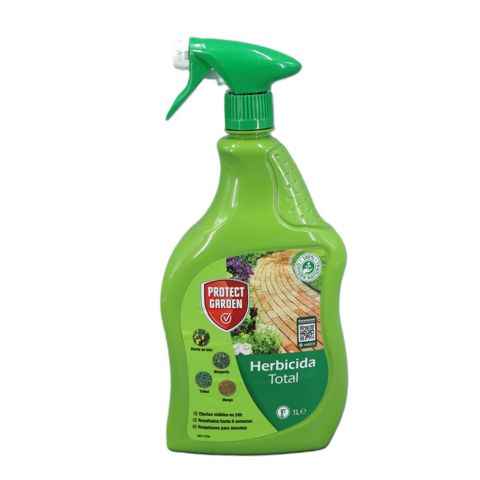 PROTECT
GARDEN
Diente de león
Margarita
Trébol
Musgo
Herbicida
Total
Efectos visibles en 24h
Resultados hasta 6 semanas
Respetuoso para mascotas
1L e